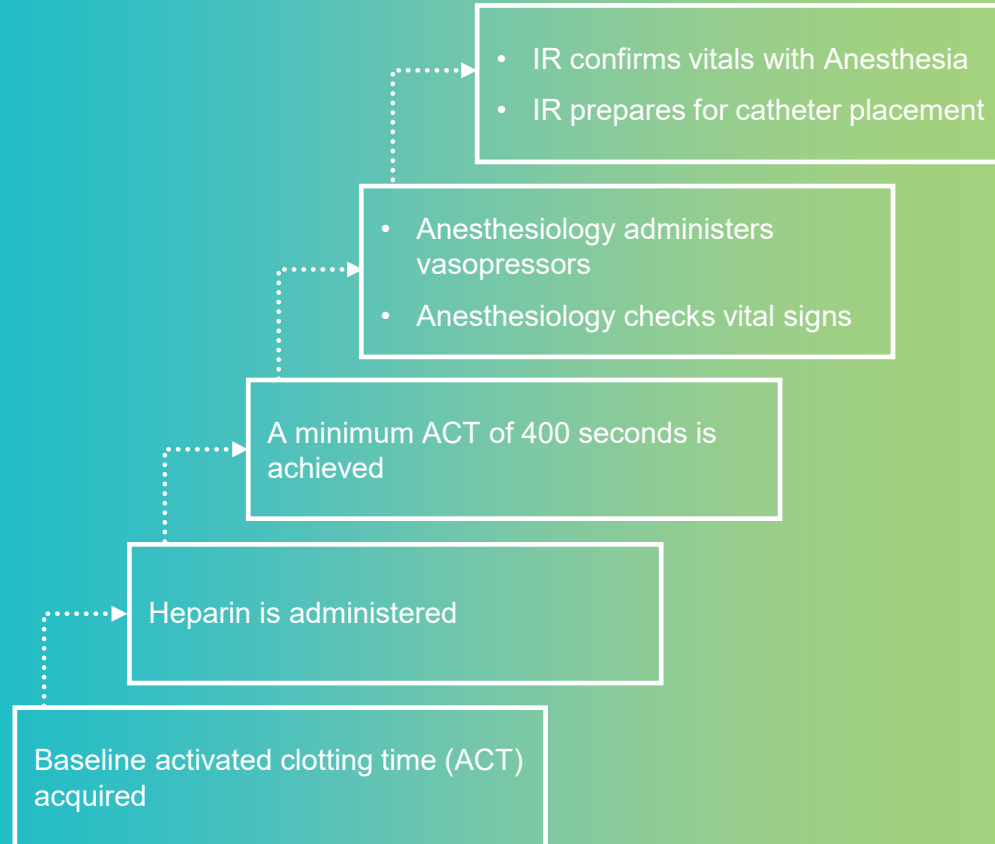 • IR confirms vitals with Anesthesia
• IR prepares for catheter placement
• Anesthesiology administers
vasopressors
• Anesthesiology checks vital signs
A minimum ACT of 400 seconds is
achieved
Heparin is administered
Baseline activated clotting time (ACT)
acquired